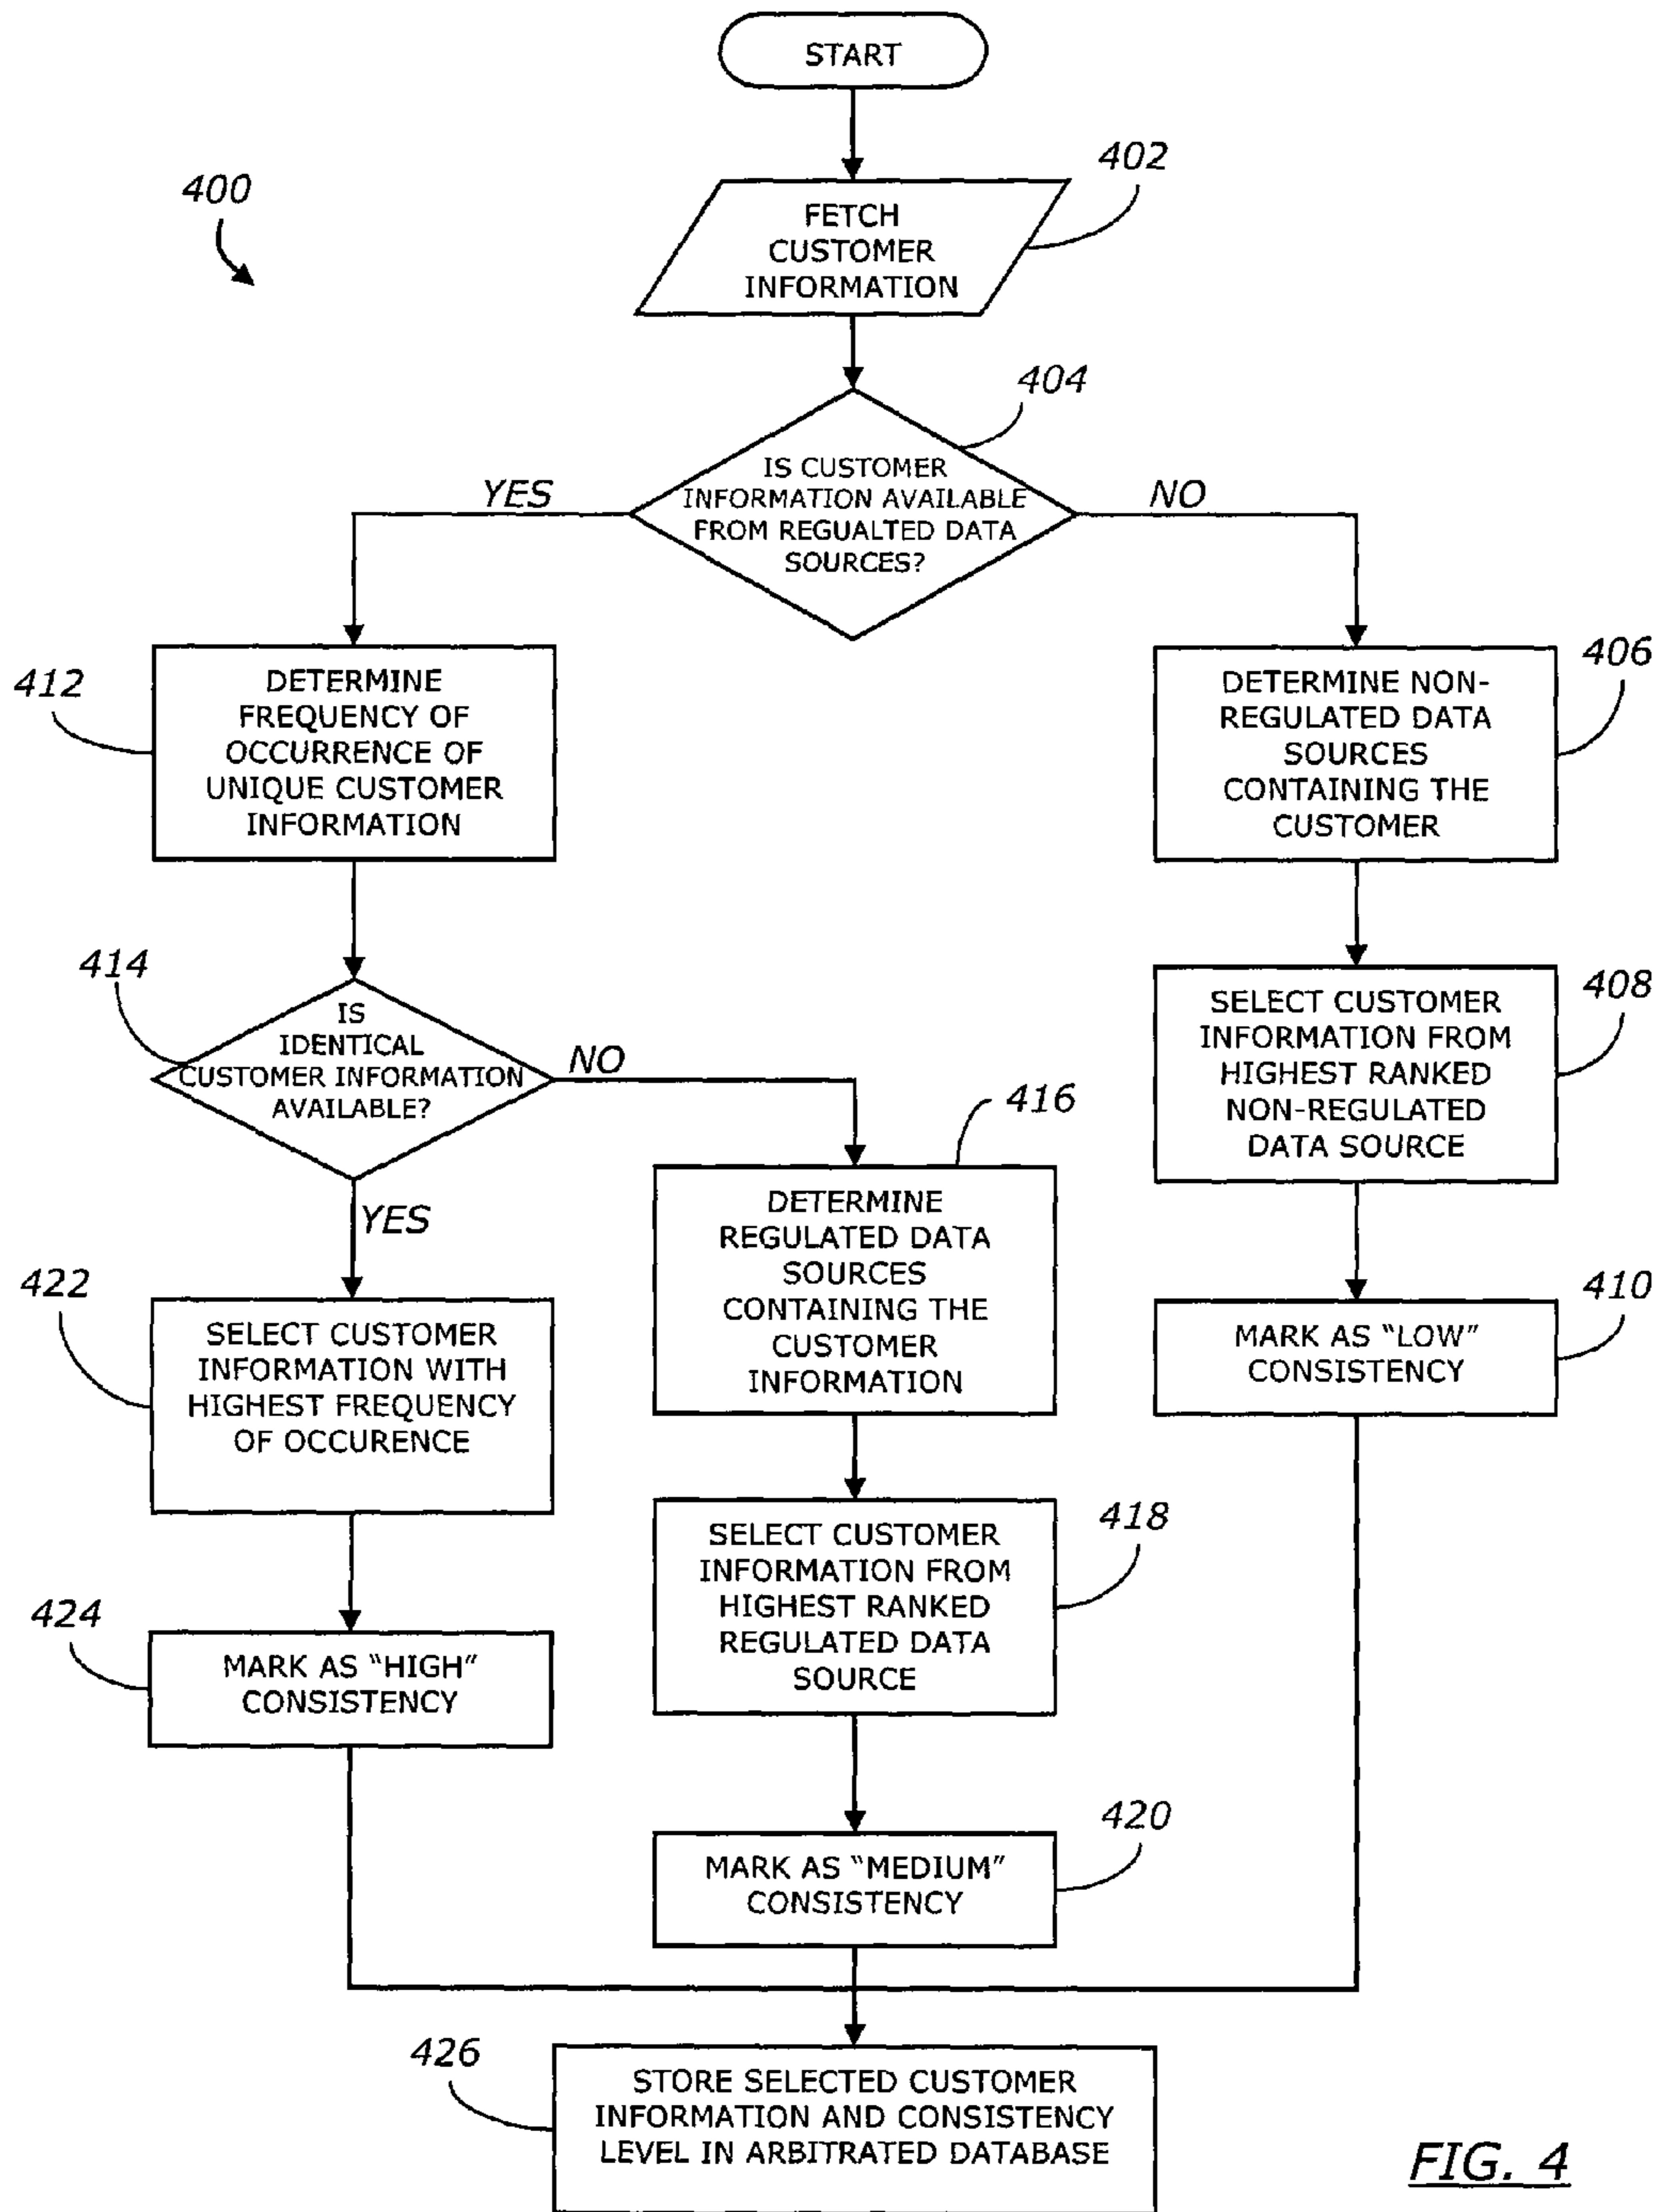 START
400
402
FETCH
CUSTOMER
INFORMATION
404
IS CUSTOMER
INFORMATION AVAILABLE
FROM REGUALTED DATA
SOURCES?
YES
NO
412
DETERMINE
FREQUENCY OF
OCCURRENCE OF
UNIQUE CUSTOMER
INFORMATION
406
DETERMINE NON-
REGULATED DATA
SOURCES
CONTAINING THE
CUSTOMER
414
IS
IDENTICAL
CUSTOMER INFORMATION
AVAILABLE?
NO
YES
408
SELECT CUSTOMER
INFORMATION FROM
HIGHEST RANKED
NON-REGULATED
DATA SOURCE
416
DETERMINE
REGULATED DATA
SOURCES
CONTAINING THE
CUSTOMER
INFORMATION
422
SELECT CUSTOMER
INFORMATION WITH
HIGHEST FREQUENCY
OF OCCURENCE
410
MARK AS “LOW”
CONSISTENCY
418
SELECT CUSTOMER
INFORMATION FROM
HIGHEST RANKED
REGULATED DATA
SOURCE
424
MARK AS “HIGH”
CONSISTENCY
420
MARK AS “MEDIUM”
CONSISTENCY
426
STORE SELECTED CUSTOMER
INFORMATION AND CONSISTENCY
LEVEL IN ARBITRATED DATABASE
FIG. 4